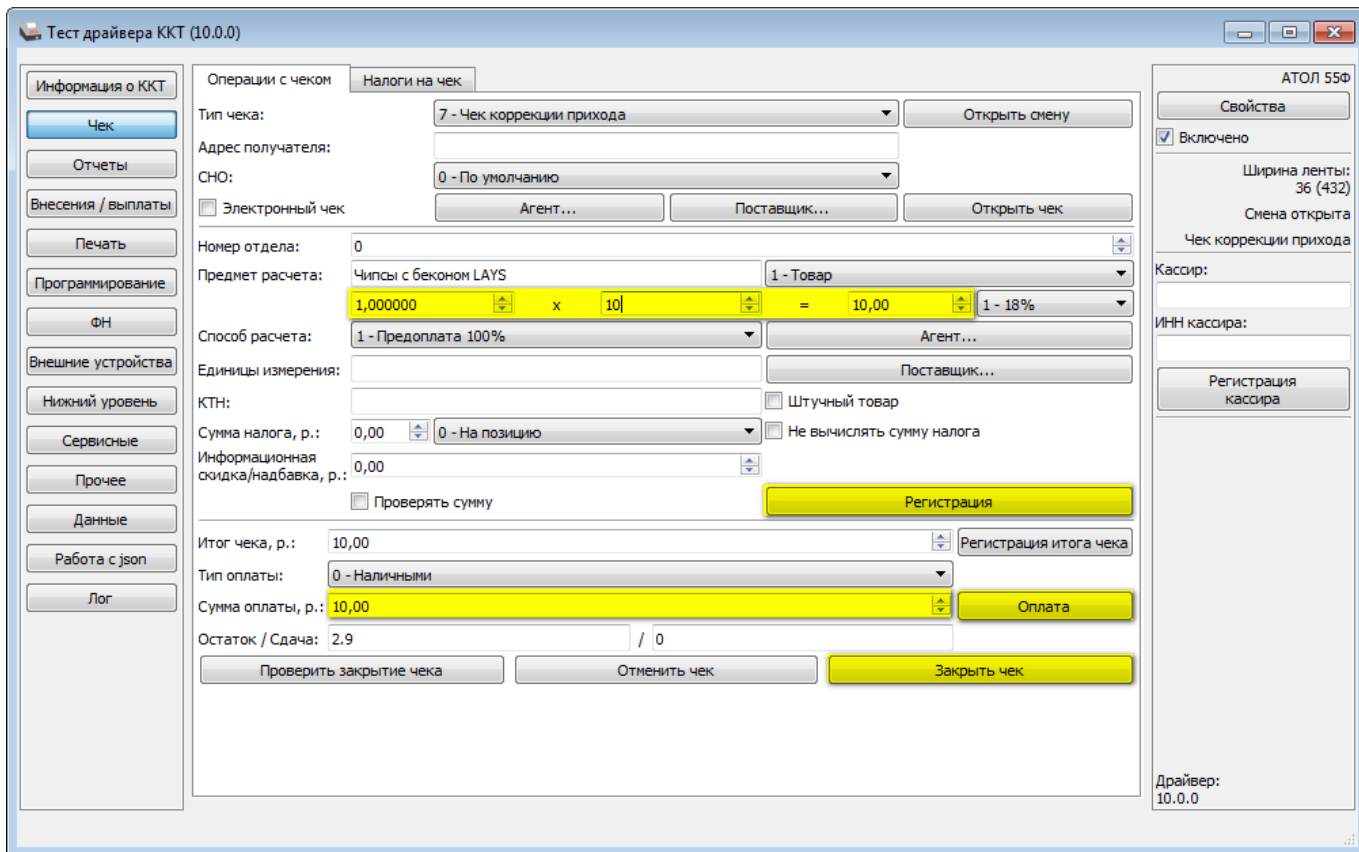 Тест драйвера ККТ (10.0.0)
Информация о ККТ
Чек
Отчеты
Внесения / выплаты
Печать
Программирование
ФН
Внешние устройства
Нижний уровень
Сервисные
Прочее
Данные
Работа с json
Лог
Операции с чеком Налоги на чек
Тип чека: 7 - Чек коррекции прихода Открыть смену
Адрес получателя:
СНО: 0 - По умолчанию
Электронный чек Агент... Поставщик... Открыть чек
Номер отдела: 0
Предмет расчета: Чипсы с беконом LAYS 1 - Товар
1,000000 x 10 = 10,00 1 - 18%
Способ расчета: 1 - Предоплата 100% Агент...
Единицы измерения: Поставщик...
КТН: Штучный товар
Сумма налога, р.: 0,00 0 - На позицию Не вычислять сумму налога
Информационная
скидка/надбавка, р.: 0,00
Проверять сумму Регистрация
Итог чека, р.: 10,00 Регистрация итога чека
Тип оплаты: 0 - Наличными
Сумма оплаты, р.: 10,00 Оплата
Остаток / Сдача: 2.9 / 0
Проверить закрытие чека Отменить чек Закрыть чек
АТОЛ 55Ф
Свойства
Включено
Ширина ленты:
36 (432)
Смена открыта
Чек коррекции прихода
Кассир:
ИНН кассира:
Регистрация
кассира
Драйвер:
10.0.0